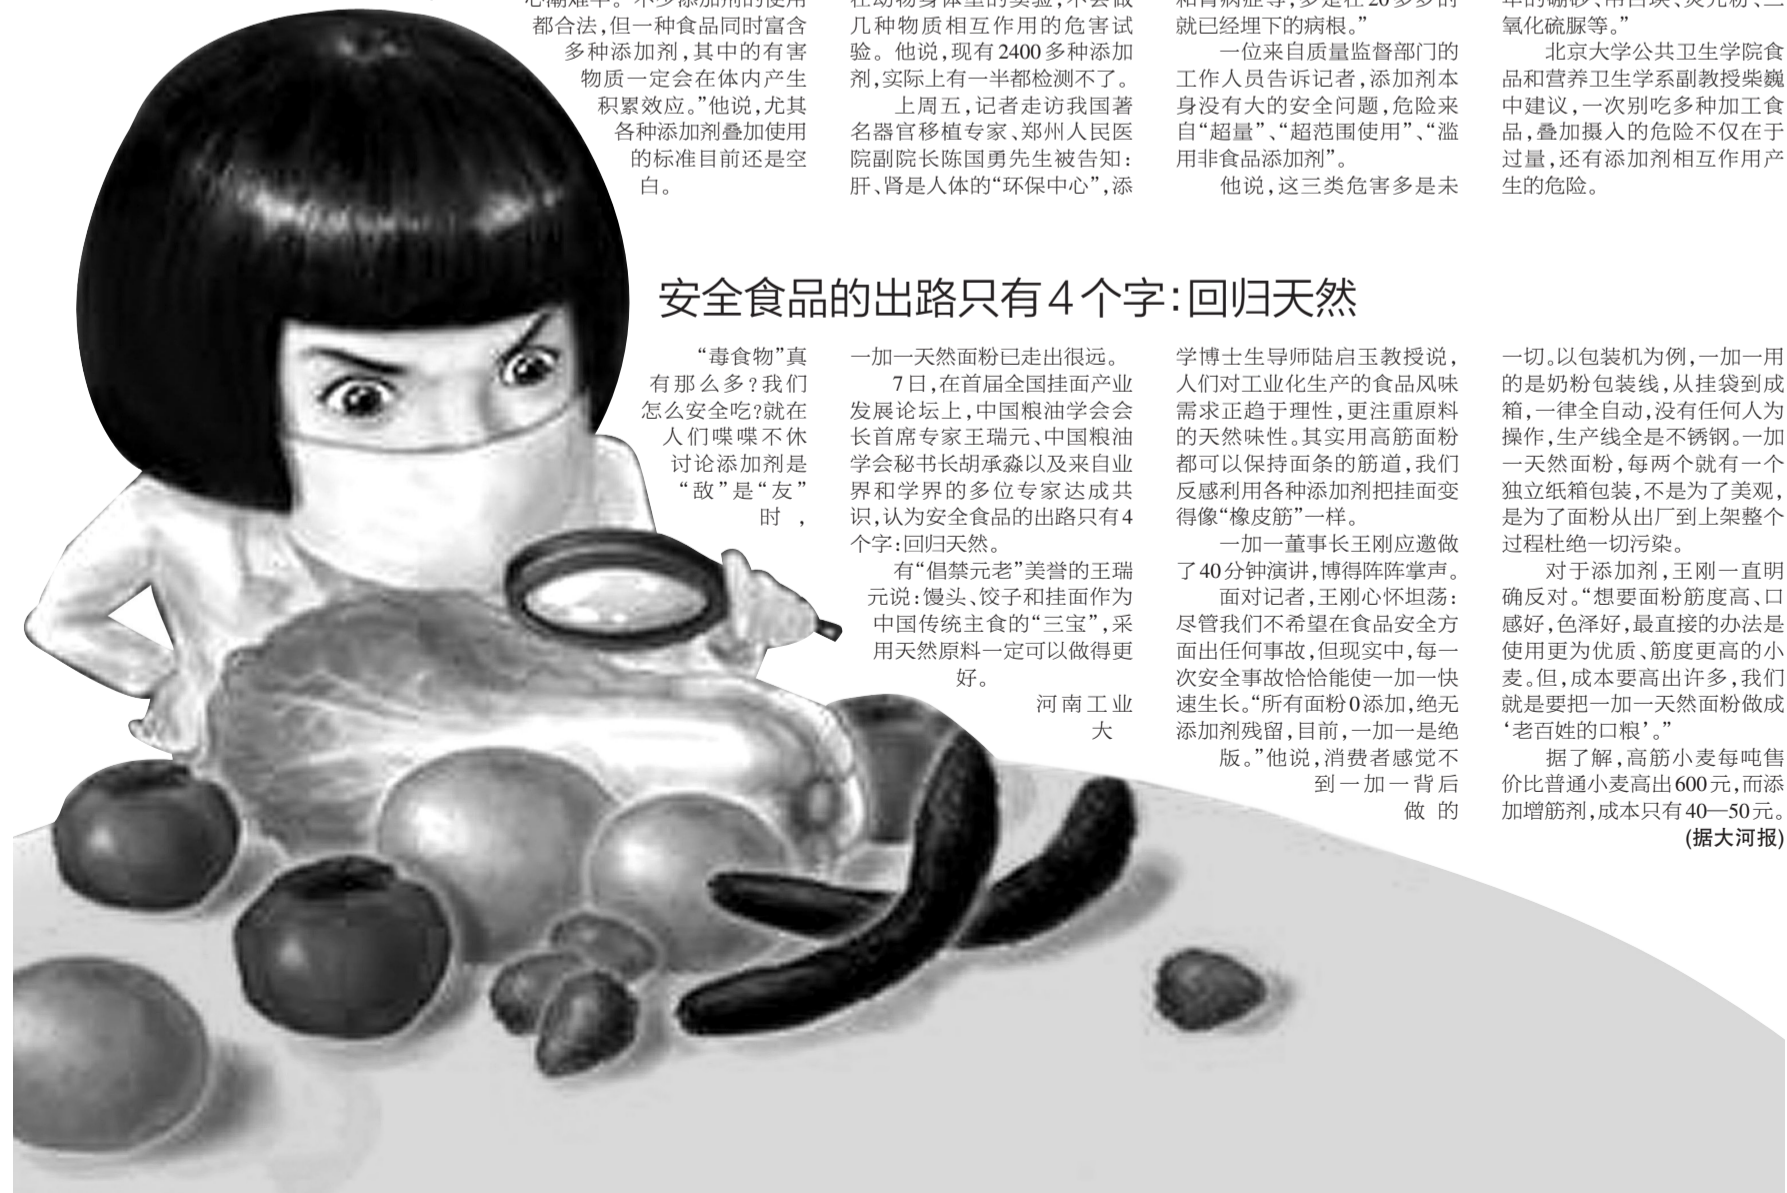 都合法,但一种食品同时富含
多种添加剂,其中的有害
物质一定会在体内产生
积累效应。”他说,尤其
各种添加剂叠加使用
的标准目前还是空
白。
几种物质相互作用的危害试
验。他说,现有2400多种添加
剂,实际上有一半都检测不了。
上周五,记者走访我国著
名器官移植专家、郑州人民医
院副院长陈国勇先生被告知:
肝、肾是人体的“环保中心”,添
就已经埋下的病根。”
一位来自质量监督部门的
工作人员告诉记者,添加剂本
身没有大的安全问题,危险来
自“超量”、“超范围使用”、“滥
用非食品添加剂”。
他说,这三类危害多是未
氧化硫脲等。”
北京大学公共卫生学院食
品和营养卫生学系副教授柴巍
中建议,一次别吃多种加工食
品,叠加摄入的危险不仅在于
过量,还有添加剂相互作用产
生的危险。
安全食品的出路只有4个字:回归天然
“毒食物”真
有那么多?我们
怎么安全吃?就在
人们喋喋不休
讨论添加剂是
“敌”是“友”
时,
一加一天然面粉已走出很远。
7日,在首届全国挂面产业
发展论坛上,中国粮油学会会
长首席专家王瑞元、中国粮油
学会秘书长胡承淼以及来自业
界和学界的多位专家达成共
识,认为安全食品的出路只有4
个字:回归天然。
有“倡禁元老”美誉的王瑞
元说:馒头、饺子和挂面作为
中国传统主食的“三宝”,采
用天然原料一定可以做得更
好。
河南工业
大
学博士生导师陆启玉教授说,
人们对工业化生产的食品风味
需求正趋于理性,更注重原料
的天然味性。其实用高筋面粉
都可以保持面条的筋道,我们
反感利用各种添加剂把挂面变
得像“橡皮筋”一样。
一加一董事长王刚应邀做
了40分钟演讲,博得阵阵掌声。
面对记者,王刚心怀坦荡:
尽管我们不希望在食品安全方
面出任何事故,但现实中,每一
次安全事故恰恰能使一加一快
速生长。“所有面粉0添加,绝无
添加剂残留,目前,一加一是绝
版。”他说,消费者感觉不
到一加一背后
做的
一切。以包装机为例,一加一用
的是奶粉包装线,从挂袋到成
箱,一律全自动,没有任何人为
操作,生产线全是不锈钢。一加
一天然面粉,每两个就有一个
独立纸箱包装,不是为了美观,
是为了面粉从出厂到上架整个
过程杜绝一切污染。
对于添加剂,王刚一直明
确反对。“想要面粉筋度高、口
感好,色泽好,最直接的办法是
使用更为优质、筋度更高的小
麦。但,成本要高出许多,我们
就是要把一加一天然面粉做成
‘老百姓的口粮’。”
据了解,高筋小麦每吨售
价比普通小麦高出600元,而添
加增筋剂,成本只有40—50元。
(据大河报)